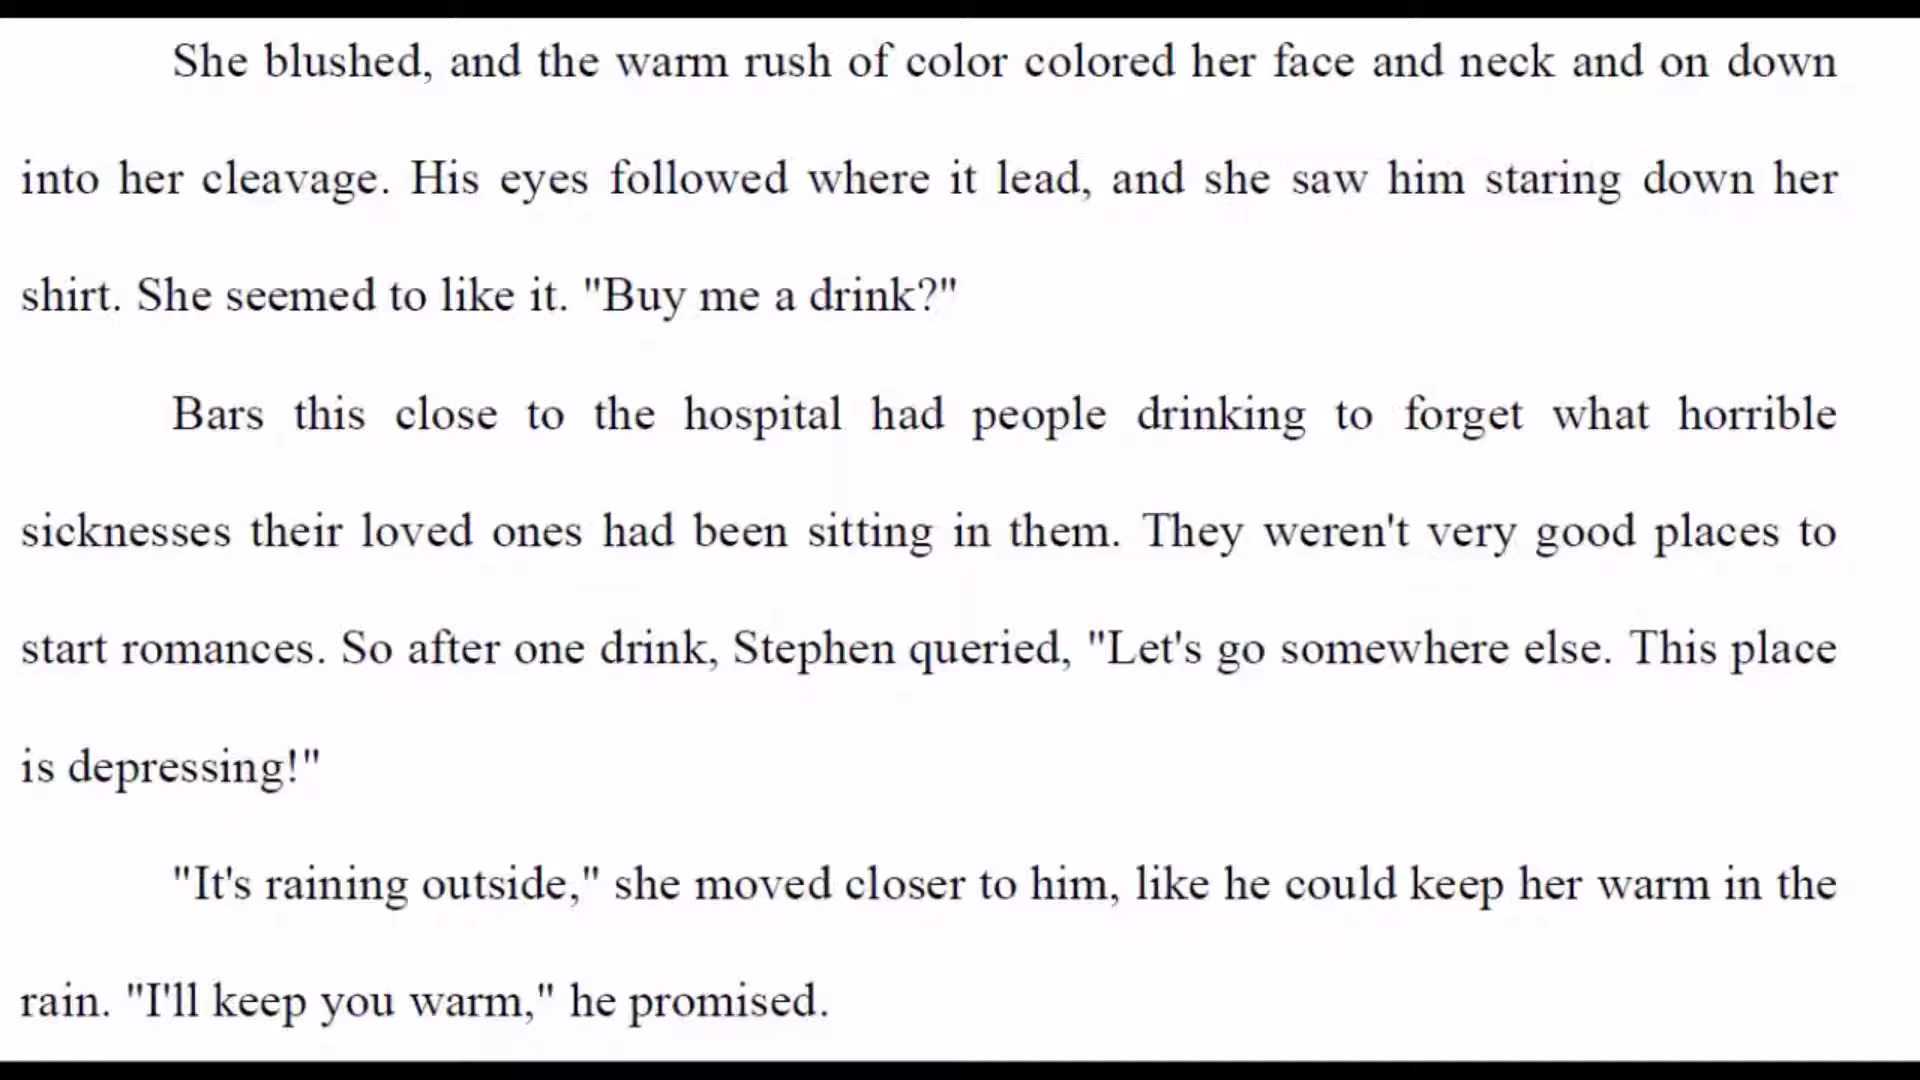 She blushed, and the warm rush of color colored her face and neck and on down
into her cleavage. His eyes followed where it lead, and she saw him staring down her
shirt. She seemed to like it. "Buy me a drink?"
Bars this close to the hospital had people drinking to forget what horrible
sicknesses their loved ones had been sitting in them. They weren't very good places to
start romances. So after one drink, Stephen queried, "Let's go somewhere else. This place
is depressing!"
"It's raining outside," she moved closer to him, like he could keep her warm in the
rain. "I'll keep you warm," he promised.